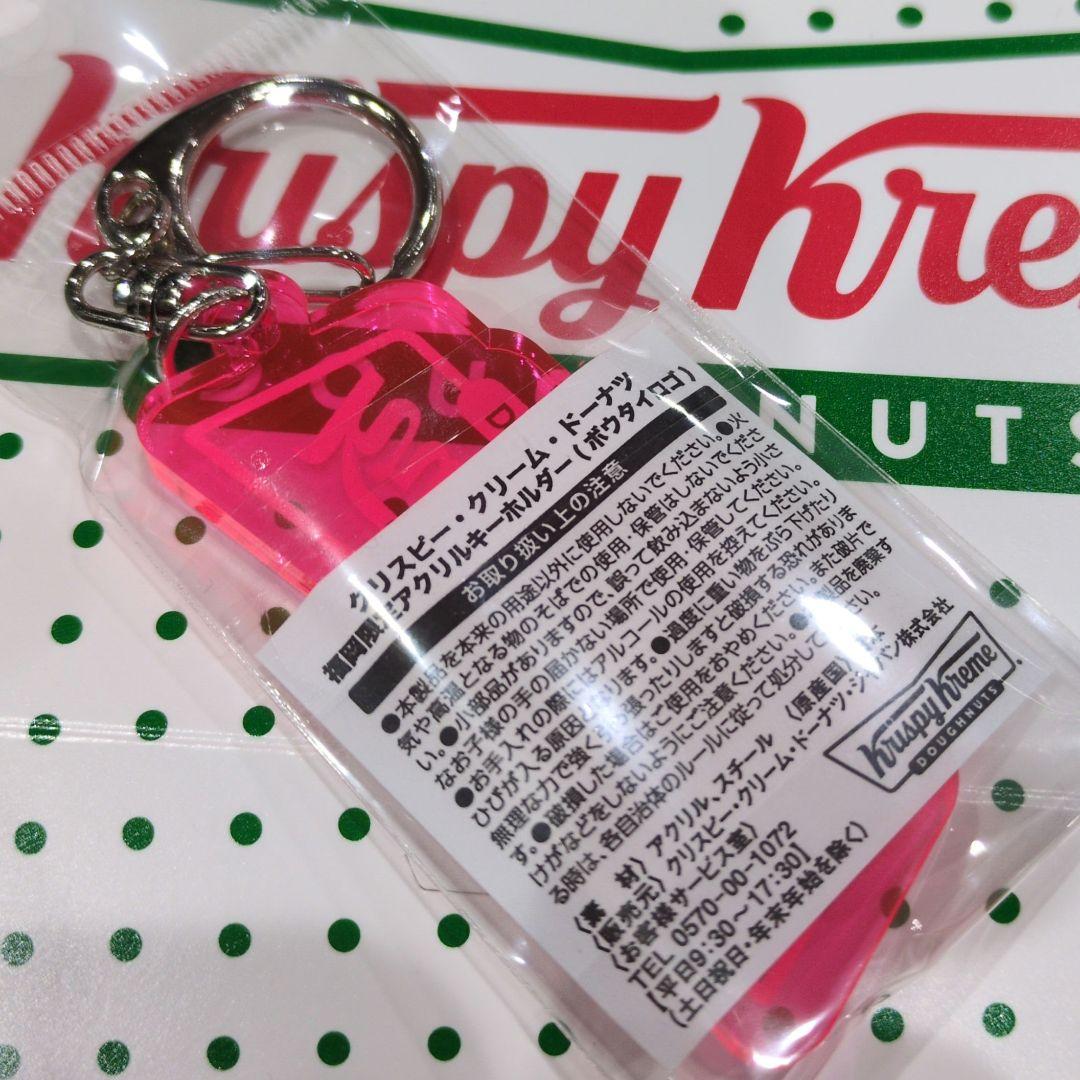 Krispy Kreme
NUTS
クリスピー・クリーム・ドーナツ
福岡限定アクリルキーホルダー(ボウタイロゴ)
お取り扱い上の注意
●本製品を本来の用途以外に使用しないでください。●火
気や高温となる物のそばでの使用・保管はしないでくださ
い。●小部品がありますので、誤って飲み込まないよう小さ
なお子様の手の届かない場所で使用・保管してください。
●お手入れの際にはアルコールの使用を控えてください。
ひびが入る原因となります。●過度に重い物をぶら下げたり
無理な力で強く引っ張ったりしますと破損する恐れがありま
す。●破損した場合はご使用をおやめください。また破片で
けがなどをしないようにご注意ください。
る時は、各自治体のルールに従って処分して
製品を廃棄す
(素 材) アクリル、スチール
(原産国)
(販売元) クリスピー・クリーム・ドーナツ・ジャパン株式会社
(お客様サービス室)
TEL 0570-00-1072
[平日9:30~17:30]
(土日祝日・年末年始を除く)
Krispy Kreme
DOUGHNUTS